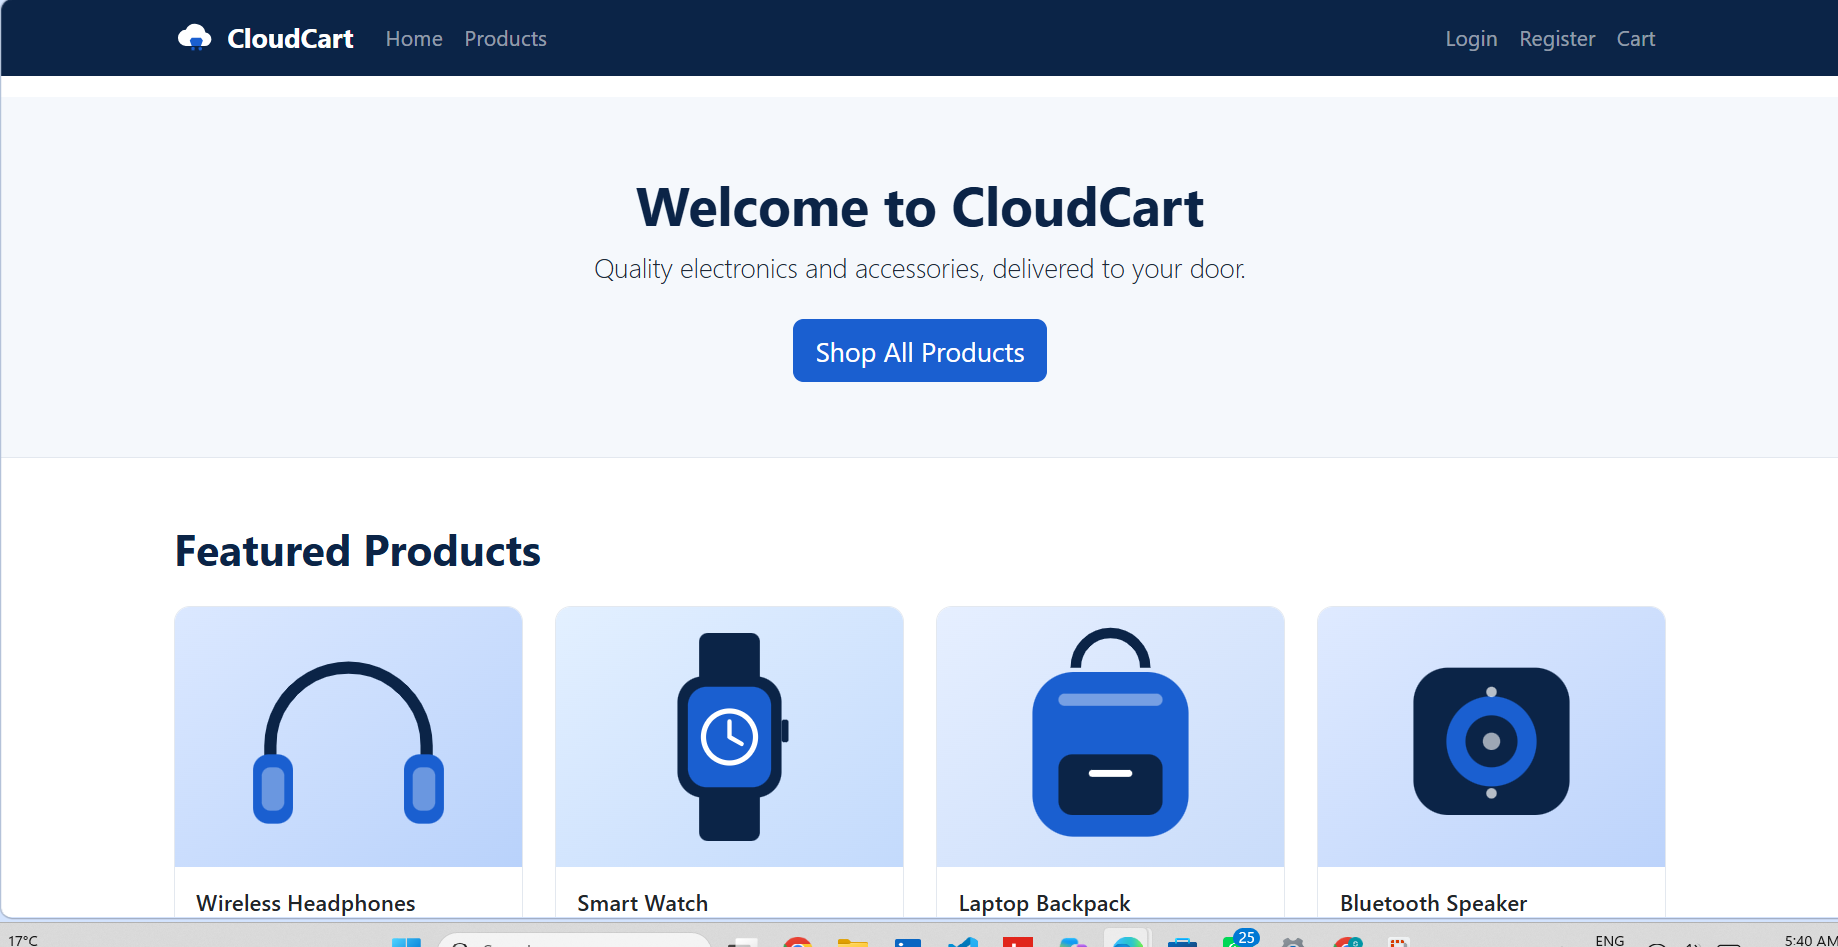 CloudCart Home Products Login Register Cart
Welcome to CloudCart
Quality electronics and accessories, delivered to your door.
Shop All Products
Featured Products
Wireless Headphones
Smart Watch
Laptop Backpack
Bluetooth Speaker
17°C
25
ENG
5:40 AM